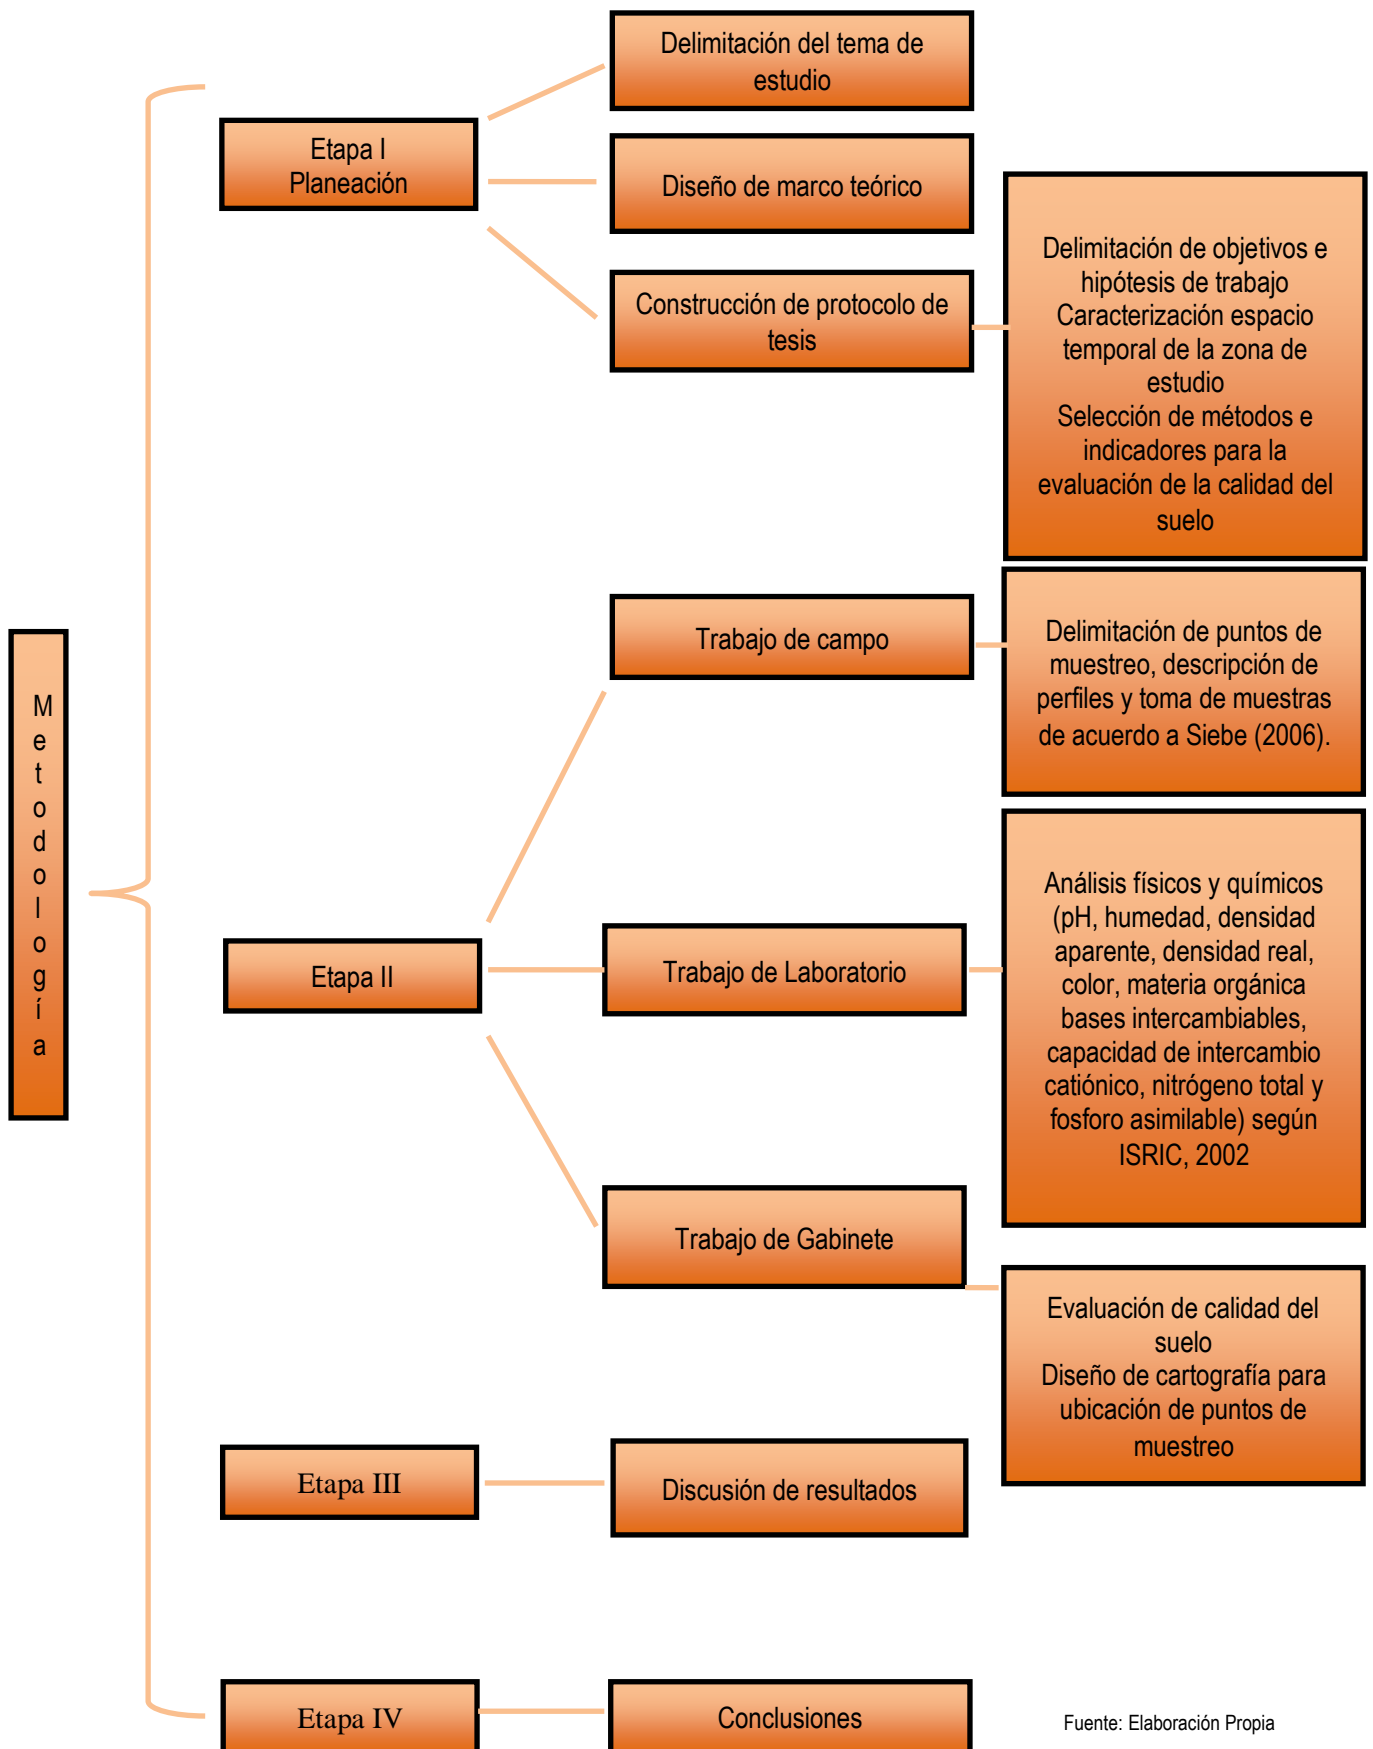 Metodología
Etapa I
Planeación
Delimitación del tema de
estudio
Diseño de marco teórico
Construcción de protocolo de
tesis
Delimitación de objetivos e
hipótesis de trabajo
Caracterización espacio
temporal de la zona de
estudio
Selección de métodos e
indicadores para la
evaluación de la calidad del
suelo
Etapa II
Trabajo de campo
Delimitación de puntos de
muestreo, descripción de
perfiles y toma de muestras
de acuerdo a Siebe (2006).
Trabajo de Laboratorio
Análisis físicos y químicos
(pH, humedad, densidad
aparente, densidad real,
color, materia orgánica
bases intercambiables,
capacidad de intercambio
catiónico, nitrógeno total y
fosforo asimilable) según
ISRIC, 2002
Trabajo de Gabinete
Evaluación de calidad del
suelo
Diseño de cartografía para
ubicación de puntos de
muestreo
Etapa III
Discusión de resultados
Etapa IV
Conclusiones
Fuente: Elaboración Propia